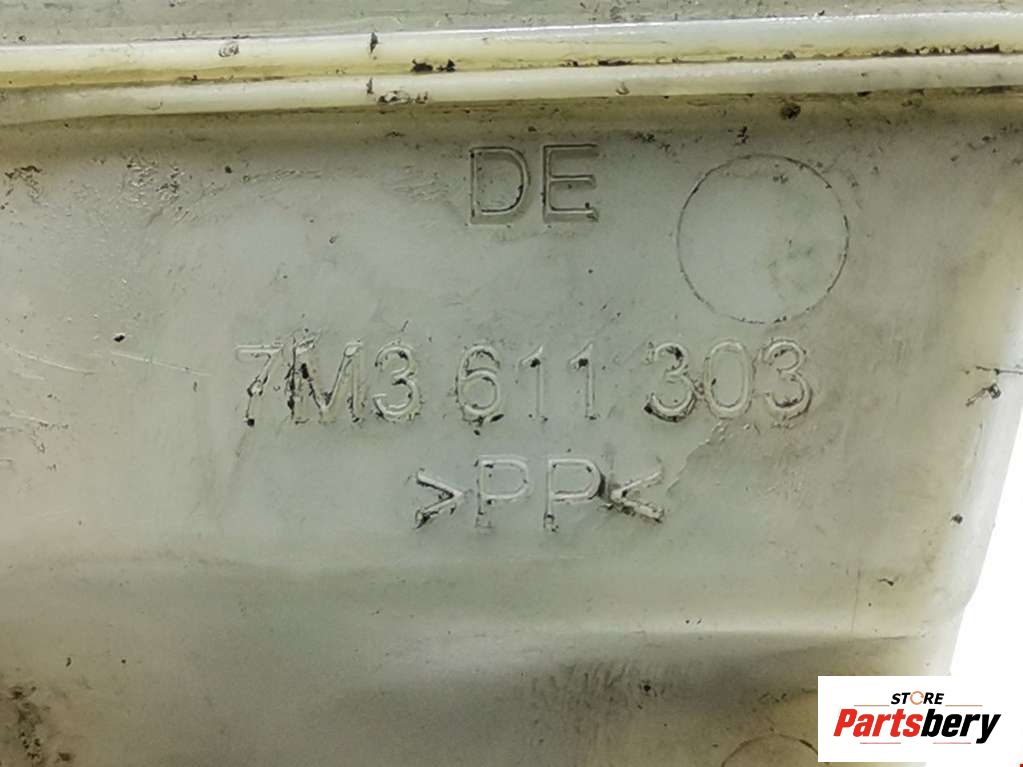 DE
7M3 611 303
>PP<
STORE
Partsbery